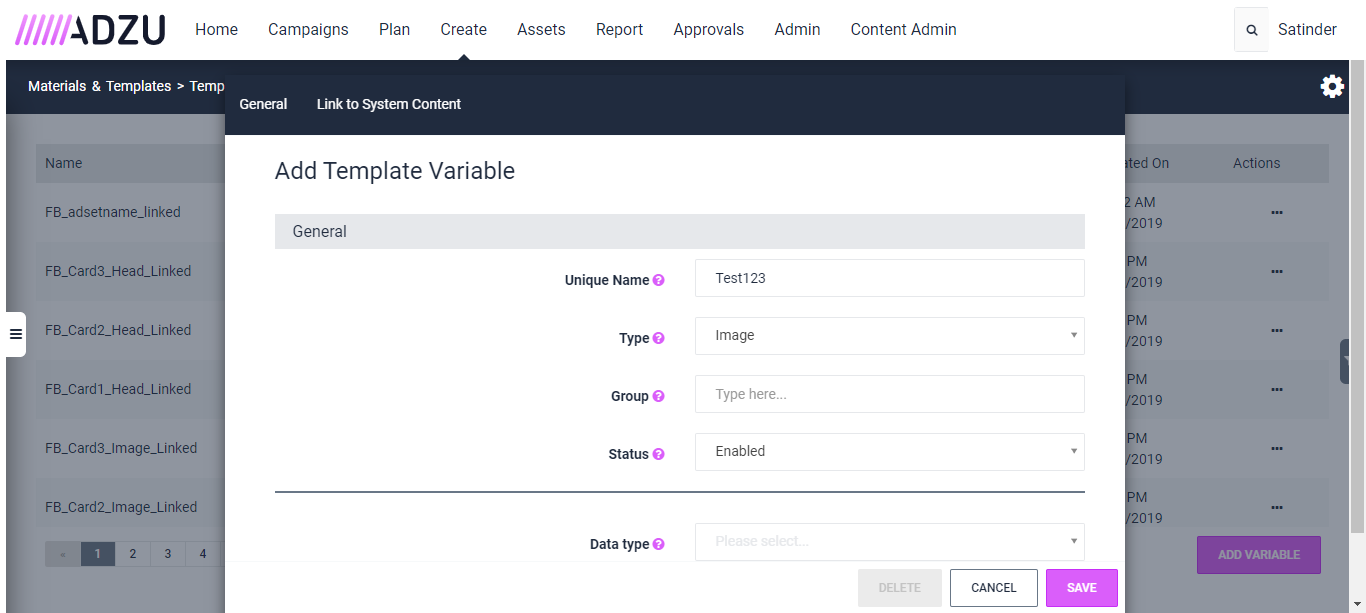 ADZU Home Campaigns Plan Create Assets Report Approvals Admin Content Admin Satinder
Materials & Templates > Temp
General Link to System Content
Add Template Variable
General
Unique Name ? Test123
Type ? Image
Group ? Type here...
Status ? Enabled
Data type ? Please select...
DELETE CANCEL SAVE
Name
FB_adsetname_linked
FB_Card3_Head_Linked
FB_Card2_Head_Linked
FB_Card1_Head_Linked
FB_Card3_Image_Linked
FB_Card2_Image_Linked
« 1 2 3 4
ated On Actions
2 AM
/2019
PM
/2019
PM
/2019
PM
/2019
PM
/2019
PM
/2019
ADD VARIABLE